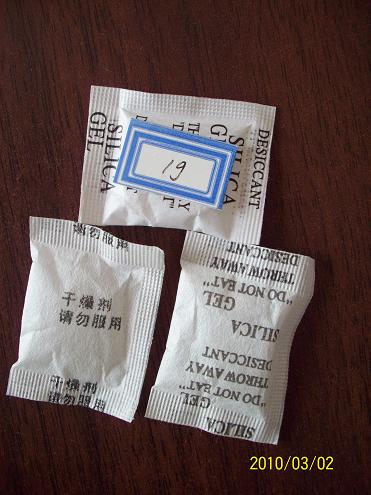 DESICCANT
SILICA
GEL
SILICA
GEL
1g
请勿服用
干燥剂
请勿服用
干燥剂
请勿服用
DESICCANT
THROW AWAY
"DO NOT EAT"
GEL
SILICA
DESICCANT
THROW AWAY
"DO NOT EAT"
GEL
SILICA
2010/03/02